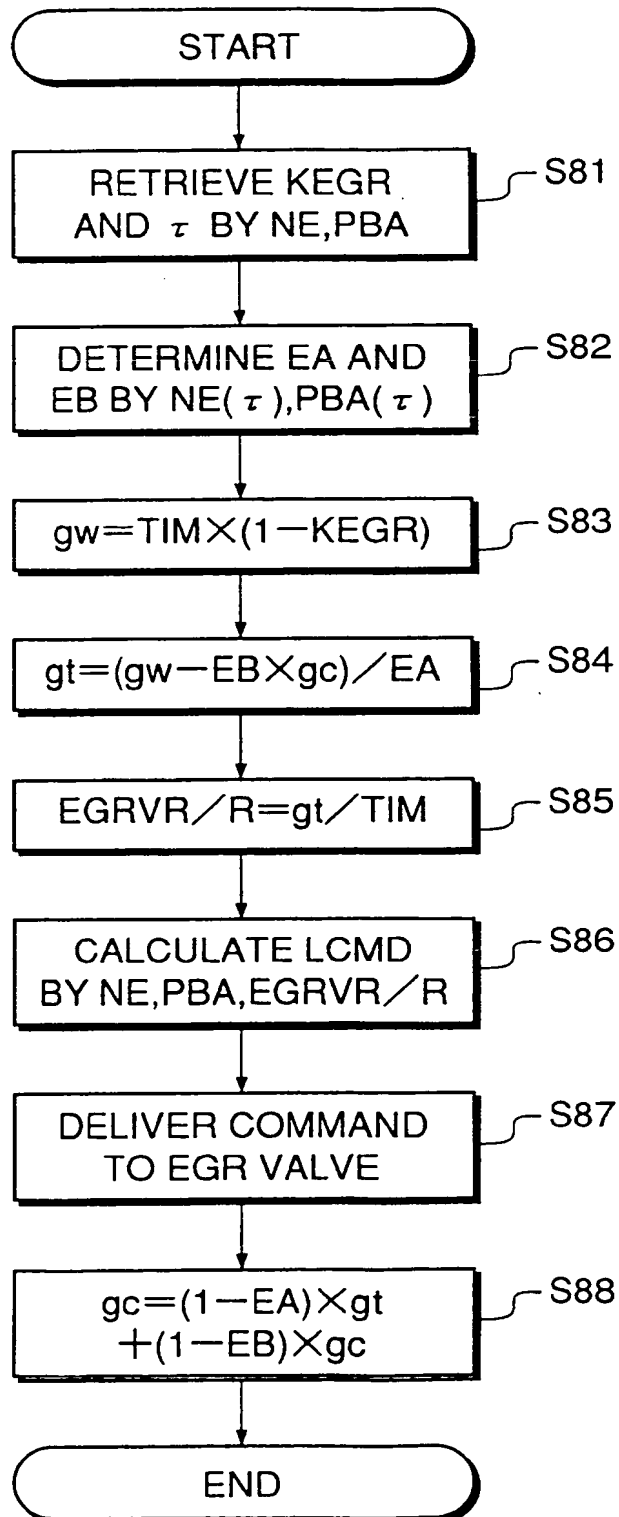 START
RETRIEVE KEGR
AND τ BY NE,PBA
S81
DETERMINE EA AND
EB BY NE(τ),PBA(τ)
S82
gw=TIM×(1−KEGR)
S83
gt=(gw−EB×gc)/EA
S84
EGRVR/R=gt/TIM
S85
CALCULATE LCMD
BY NE,PBA,EGRVR/R
S86
DELIVER COMMAND
TO EGR VALVE
S87
gc=(1−EA)×gt
+(1−EB)×gc
S88
END